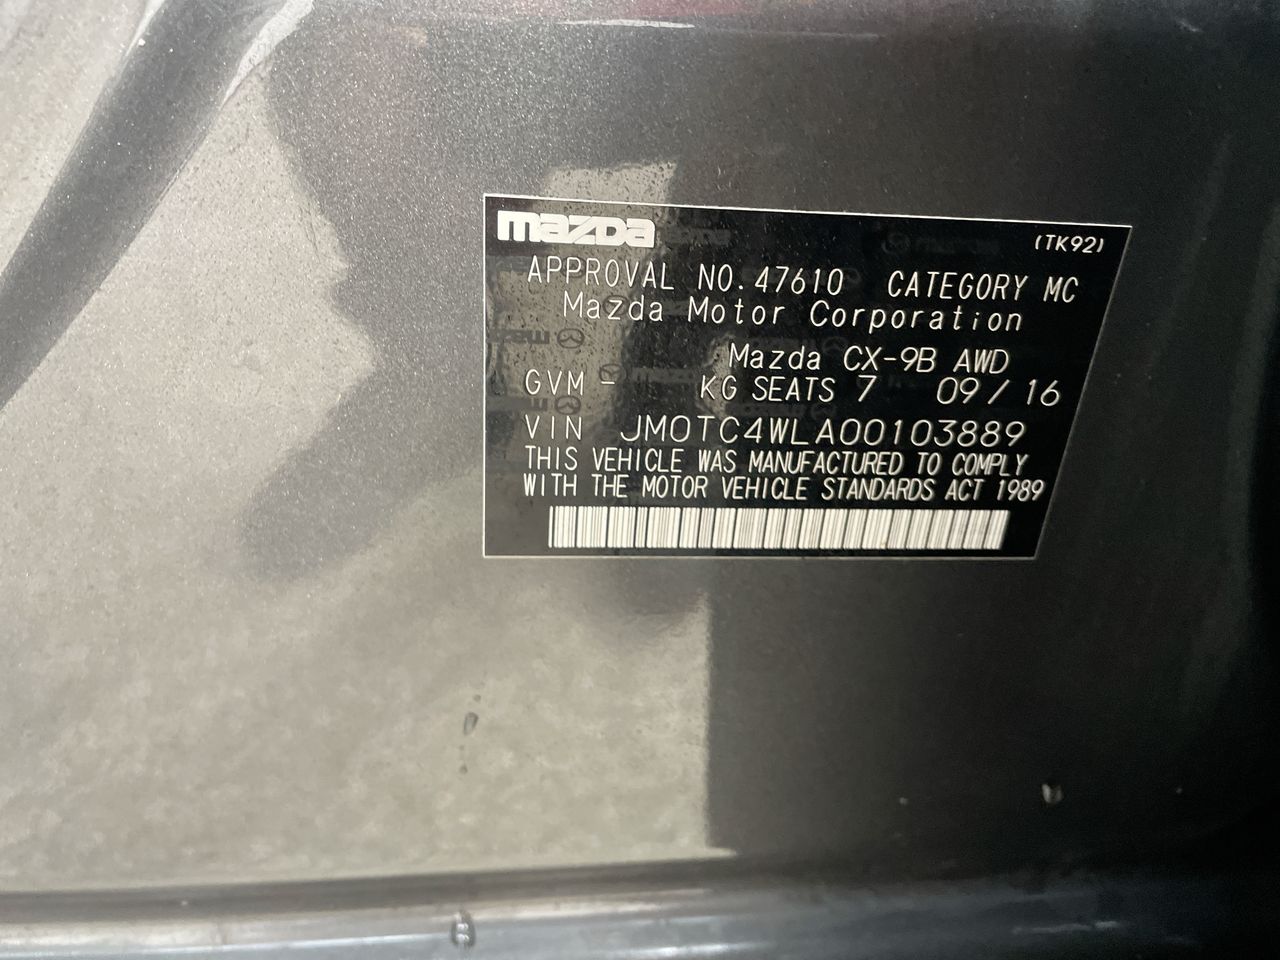 mazda (TK92)
APPROVAL NO. 47610 CATEGORY MC
Mazda Motor Corporation
Mazda CX-9B AWD
GVM - KG SEATS 7 09/16
VIN JM0TC4WLA00103889
THIS VEHICLE WAS MANUFACTURED TO COMPLY
WITH THE MOTOR VEHICLE STANDARDS ACT 1989